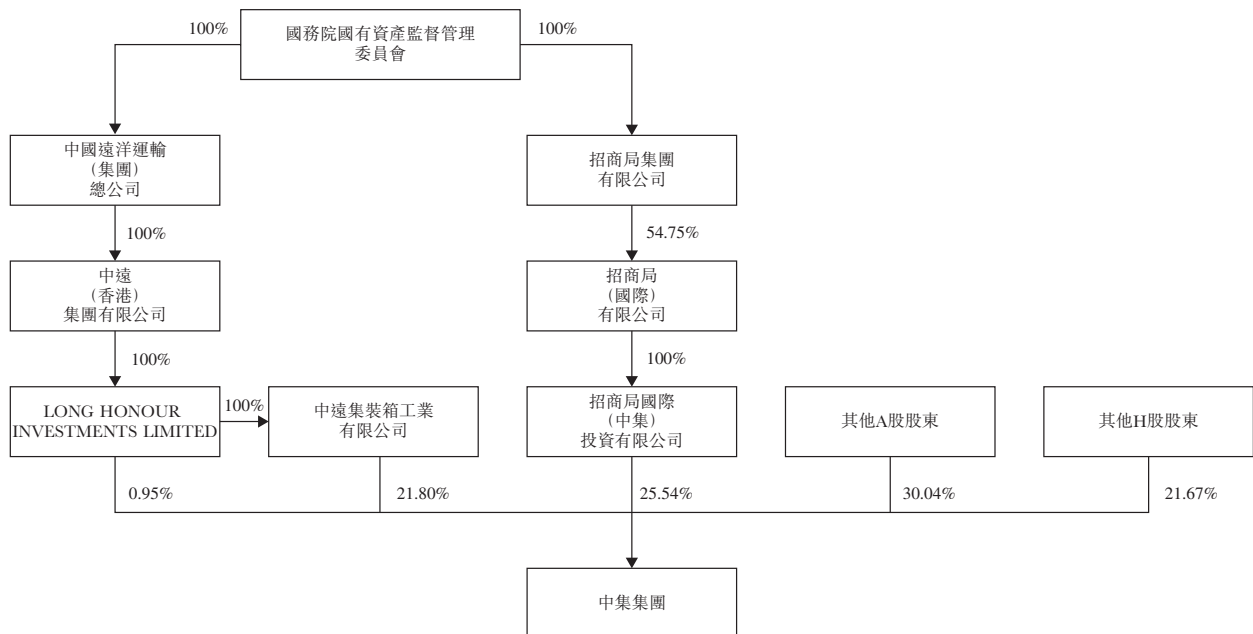 100%
國務院國有資產監督管理
委員會
100%
中國遠洋運輸
（集團）
總公司
招商局集團
有限公司
100%
54.75%
中遠
（香港）
集團有限公司
招商局
（國際）
有限公司
100%
100%
LONG HONOUR
INVESTMENTS LIMITED
100%
中遠集裝箱工業
有限公司
招商局國際
（中集）
投資有限公司
其他A股股東
其他H股股東
0.95%
21.80%
25.54%
30.04%
21.67%
中集集團